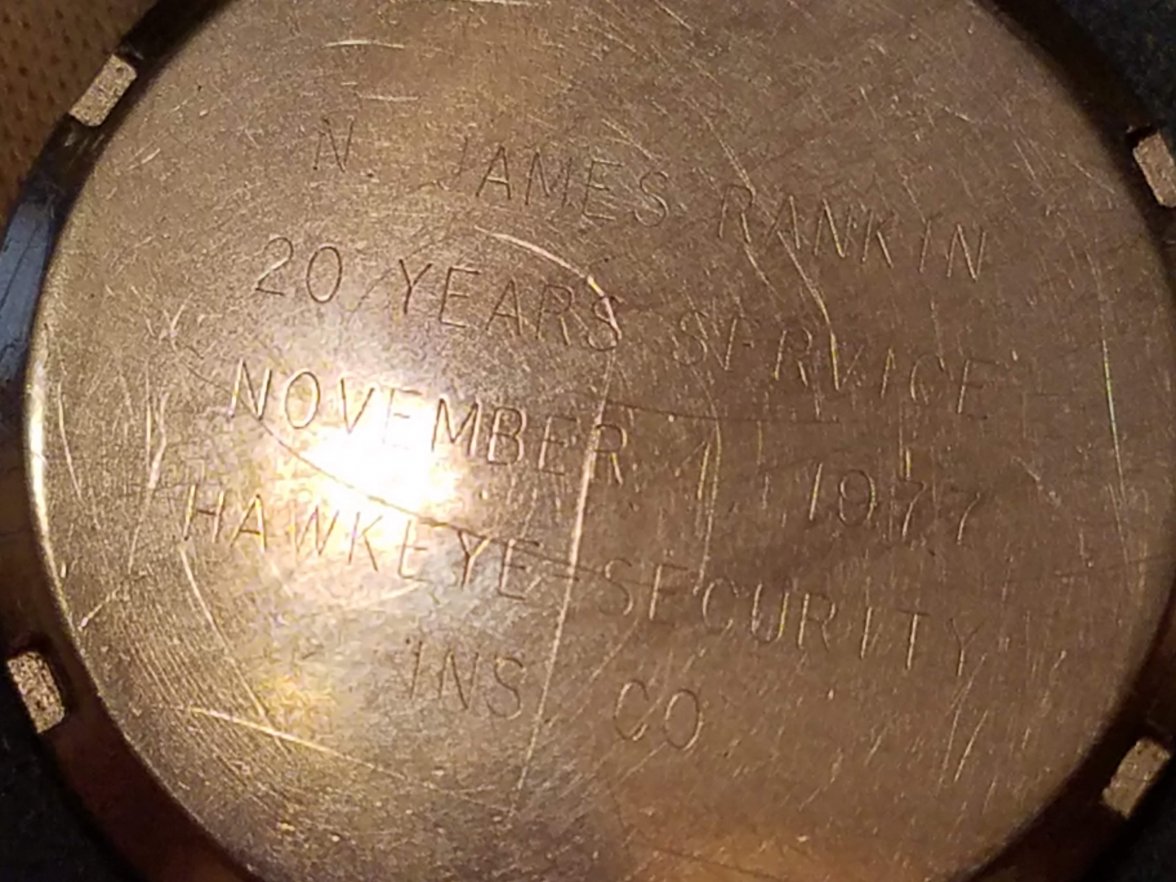 N JAMES RANKIN
20 YEARS SERVICE
NOVEMBER 1 1977
HAWKEYE-SECURITY
INS CO